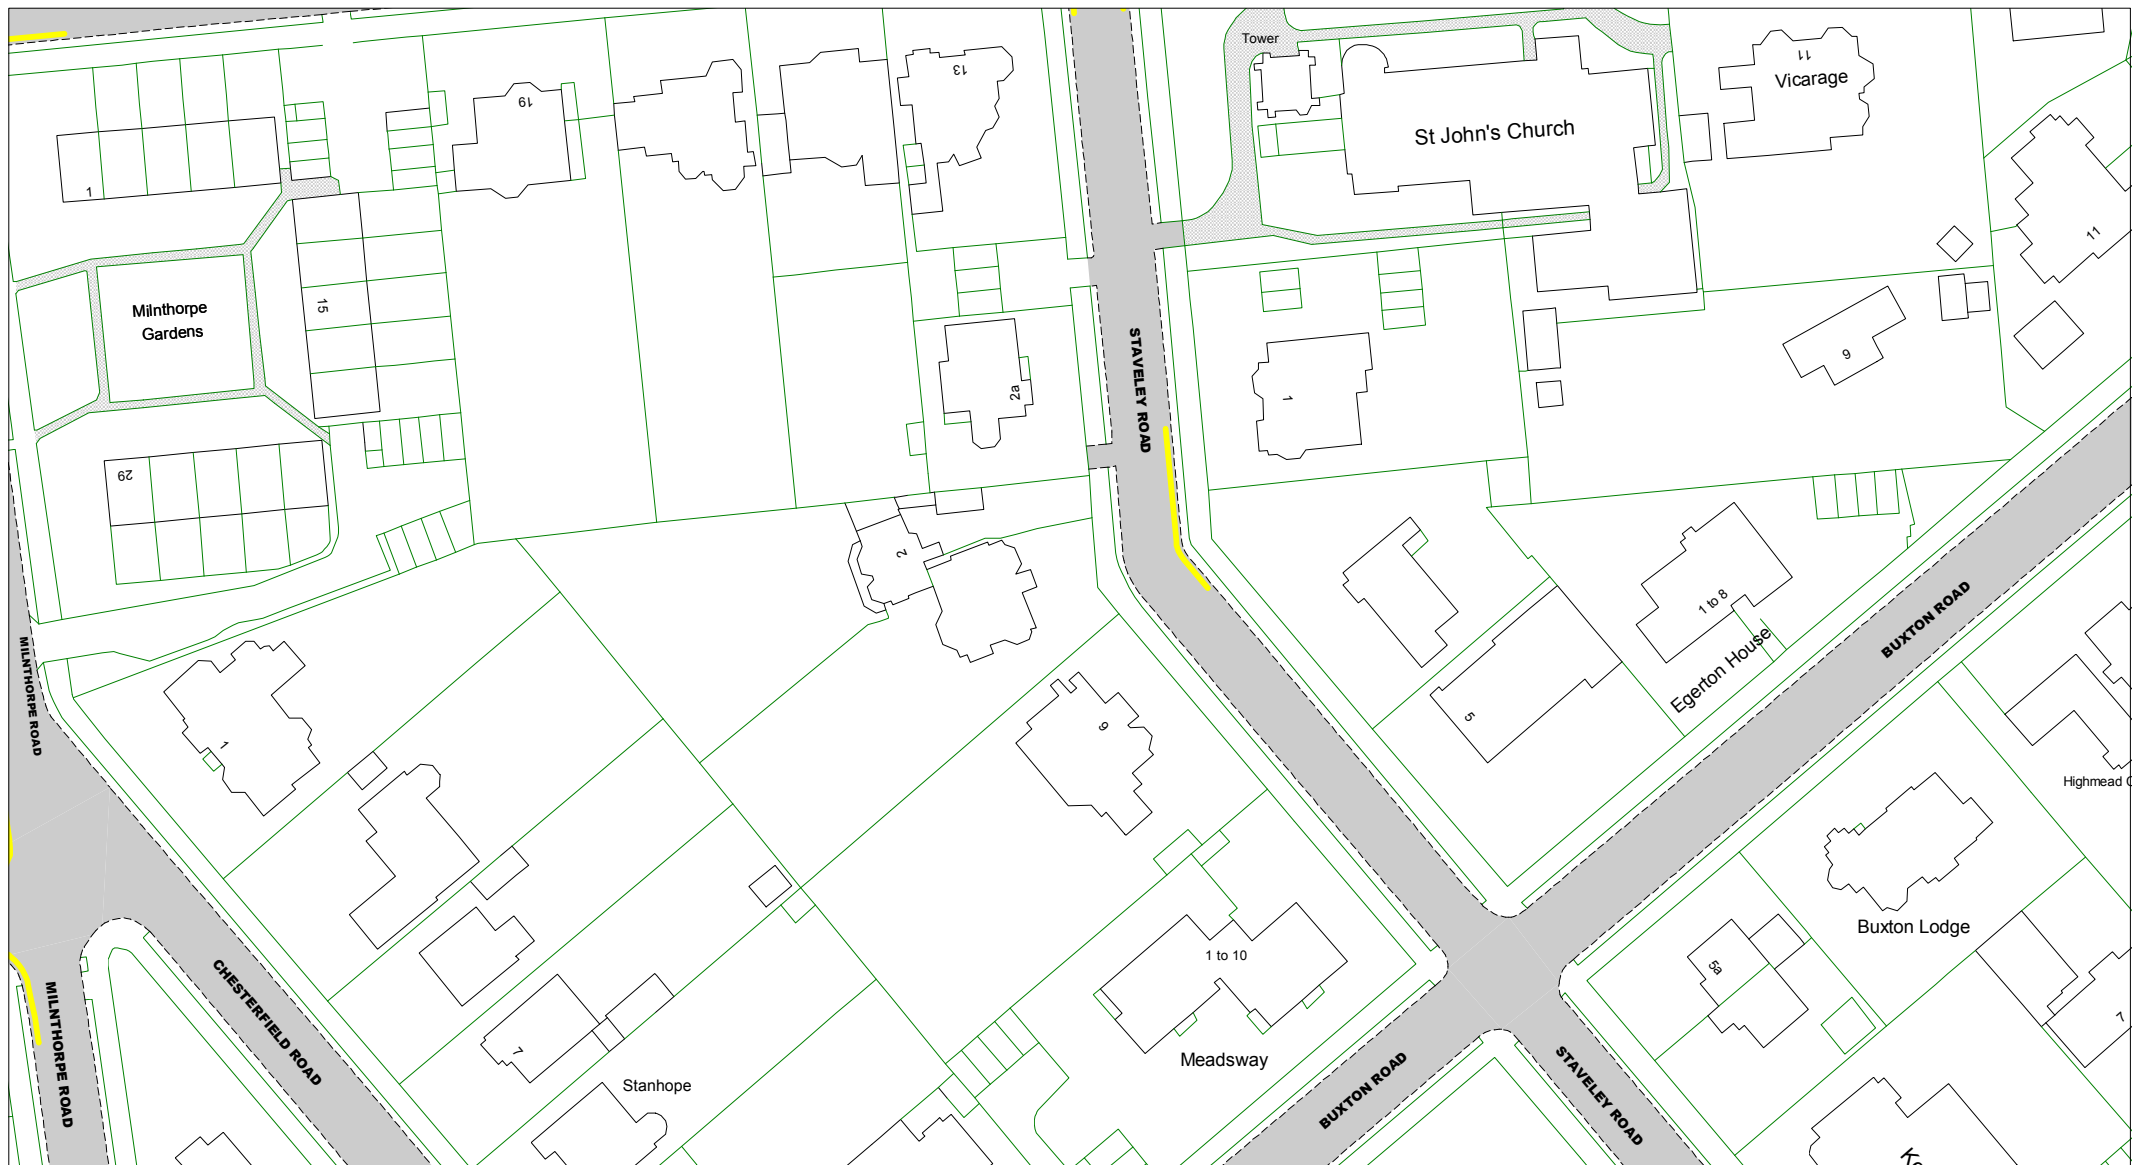 Tower
11
Vicarage
19
13
St John's Church
1
11
Milnthorpe
Gardens
15
STAVELEY ROAD
9
2a
1
29
2
1 to 8
Egerton House
BUXTON ROAD
MILNTHORPE ROAD
5
9
1
Highmead
Buxton Lodge
1 to 10
5a
7
CHESTERFIELD ROAD
MILNTHORPE ROAD
7
Meadsway
Stanhope
BUXTON ROAD
STAVELEY ROAD